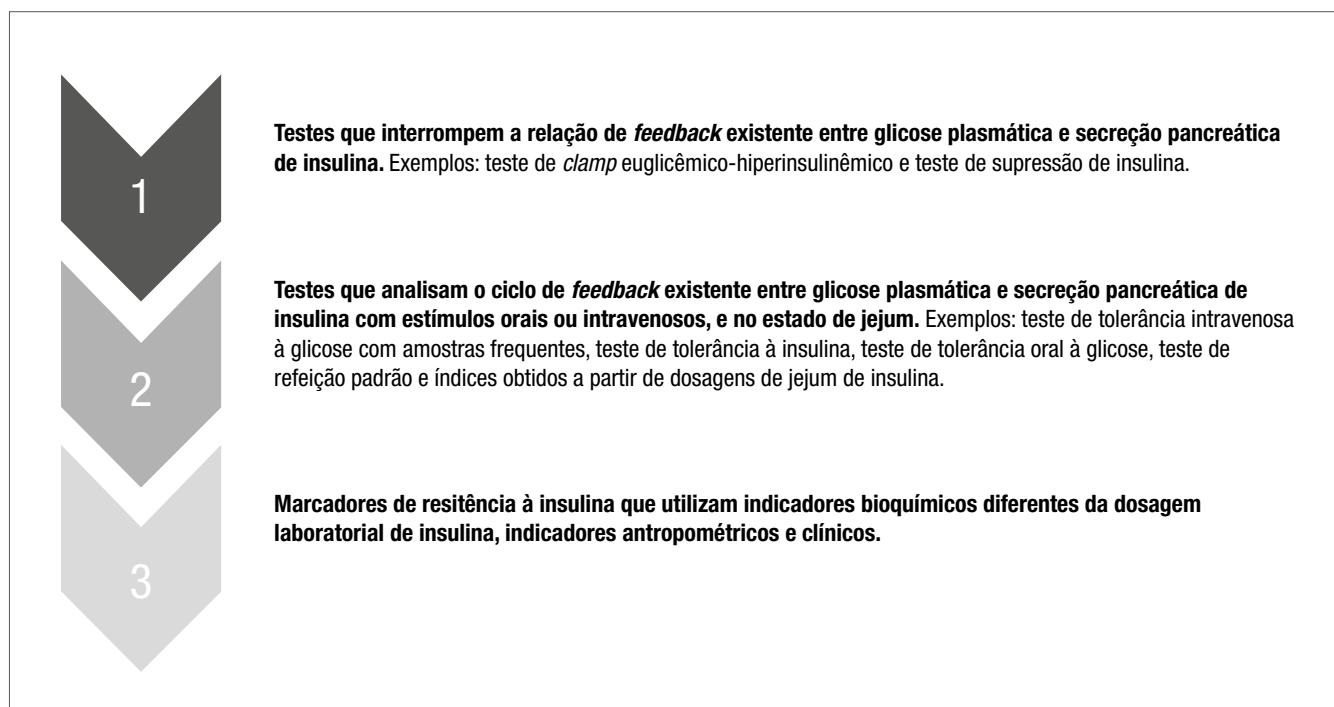 1
Testes que interrompem a relação de feedback existente entre glicose plasmática e secreção pancreática
de insulina. Exemplos: teste de clamp euglicêmico-hiperinsulinêmico e teste de supressão de insulina.
2
Testes que analisam o ciclo de feedback existente entre glicose plasmática e secreção pancreática de
insulina com estímulos orais ou intravenosos, e no estado de jejum. Exemplos: teste de tolerância intravenosa
à glicose com amostras frequentes, teste de tolerância à insulina, teste de tolerância oral à glicose, teste de
refeição padrão e índices obtidos a partir de dosagens de jejum de insulina.
3
Marcadores de resitência à insulina que utilizam indicadores bioquímicos diferentes da dosagem
laboratorial de insulina, indicadores antropométricos e clínicos.